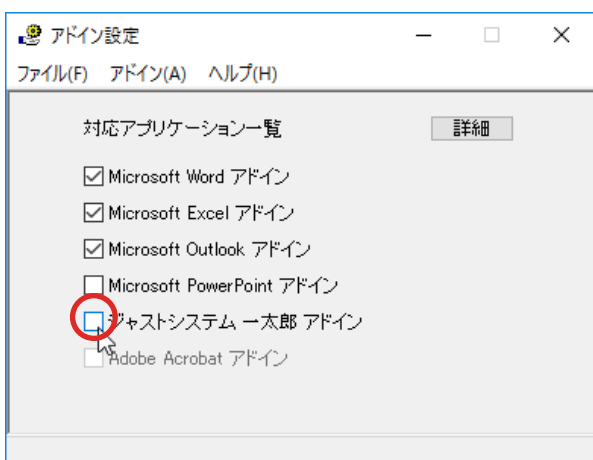 アドイン設定
ファイル(F) アドイン(A) ヘルプ(H)
対応アプリケーション一覧 詳細
Microsoft Word アドイン
Microsoft Excel アドイン
Microsoft Outlook アドイン
Microsoft PowerPoint アドイン
ジャストシステム 一太郎 アドイン
Adobe Acrobat アドイン